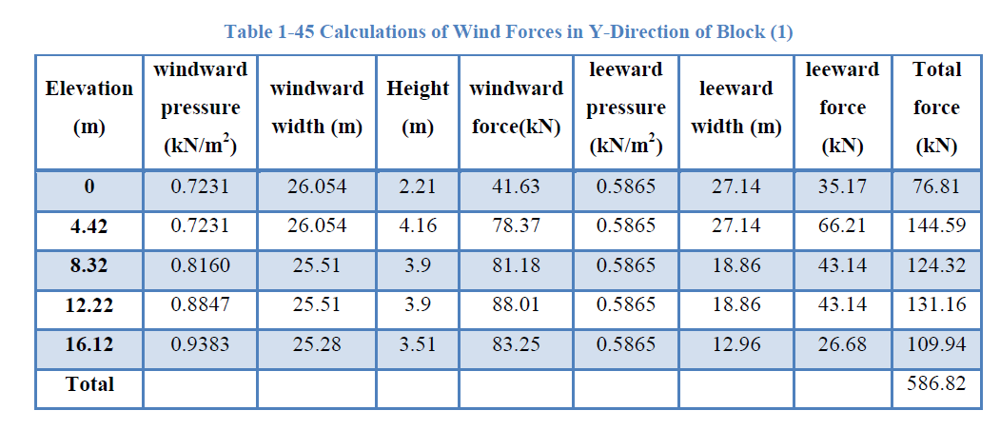 Table 1-45 Calculations of Wind Forces in Y-Direction of Block (1)
Elevation (m) windward pressure (kN/m²) windward width (m) Height (m) windward force(kN) leeward pressure (kN/m²) leeward width (m) leeward force (kN) Total force (kN)
0 0.7231 26.054 2.21 41.63 0.5865 27.14 35.17 76.81
4.42 0.7231 26.054 4.16 78.37 0.5865 27.14 66.21 144.59
8.32 0.8160 25.51 3.9 81.18 0.5865 18.86 43.14 124.32
12.22 0.8847 25.51 3.9 88.01 0.5865 18.86 43.14 131.16
16.12 0.9383 25.28 3.51 83.25 0.5865 12.96 26.68 109.94
Total 586.82